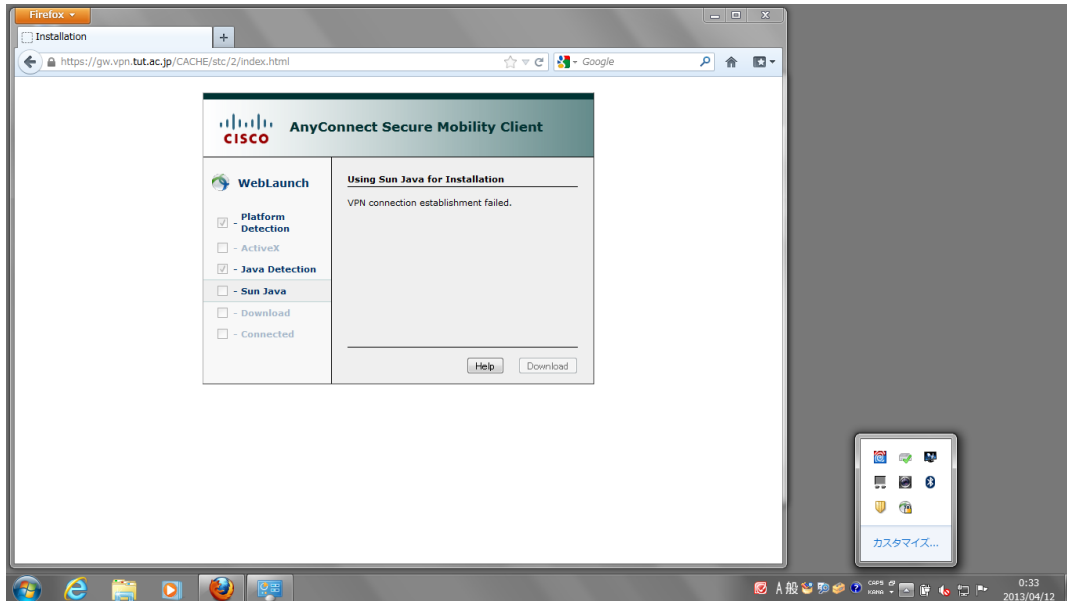 Firefox
Installation
+
https://gw.vpn.tut.ac.jp/CACHE/stc/2/index.html
Google
CISCO
AnyConnect Secure Mobility Client
WebLaunch
- Platform Detection
- ActiveX
- Java Detection
- Sun Java
- Download
- Connected
Using Sun Java for Installation
VPN connection establishment failed.
Help
Download
カスタマイズ...
A 般
CAPS
KANA
0:33
2013/04/12